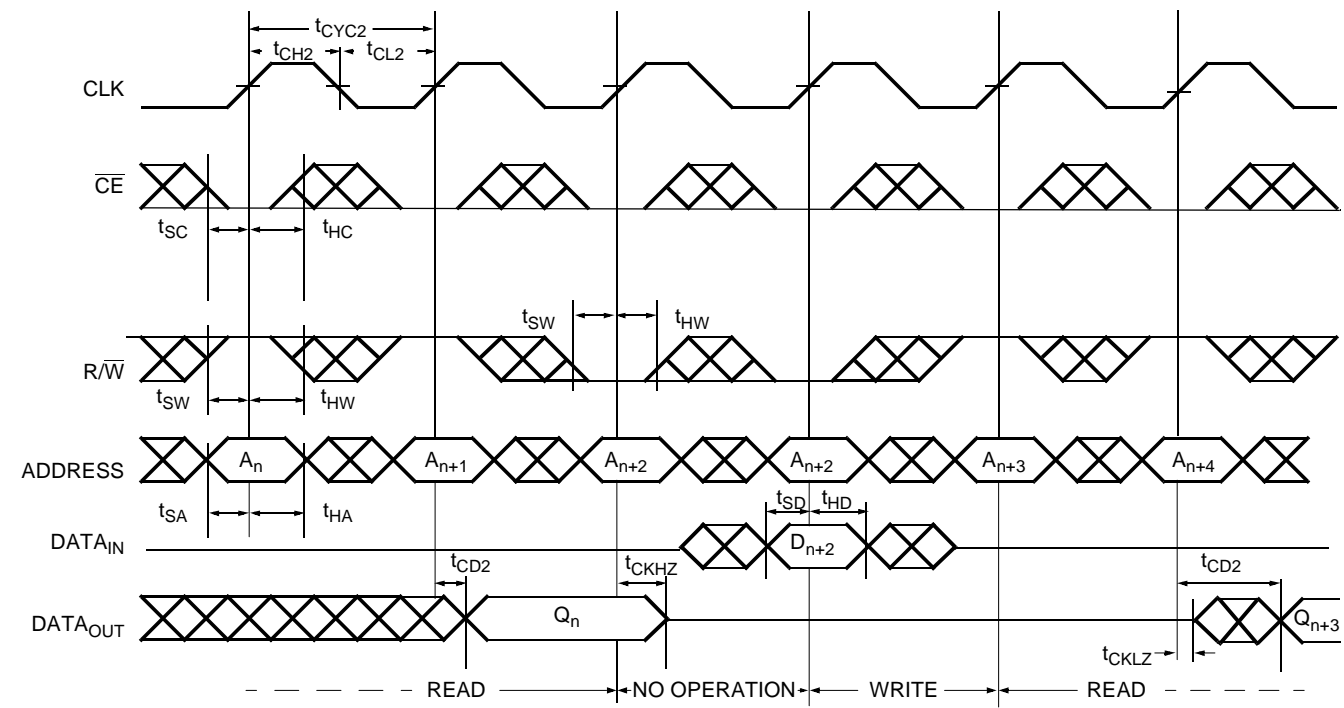 tCYC2
tCH2 tCL2
CLK
CE
tSC tHC
tSW tHW
R/W
tSW tHW
An An+1 An+2 An+2 An+3 An+4
ADDRESS
tSA tHA tSD tHD
DATAIN Dn+2
tCD2 tCKHZ tCD2
DATAOUT Qn Qn+3
tCKLZ
READ NO OPERATION WRITE READ